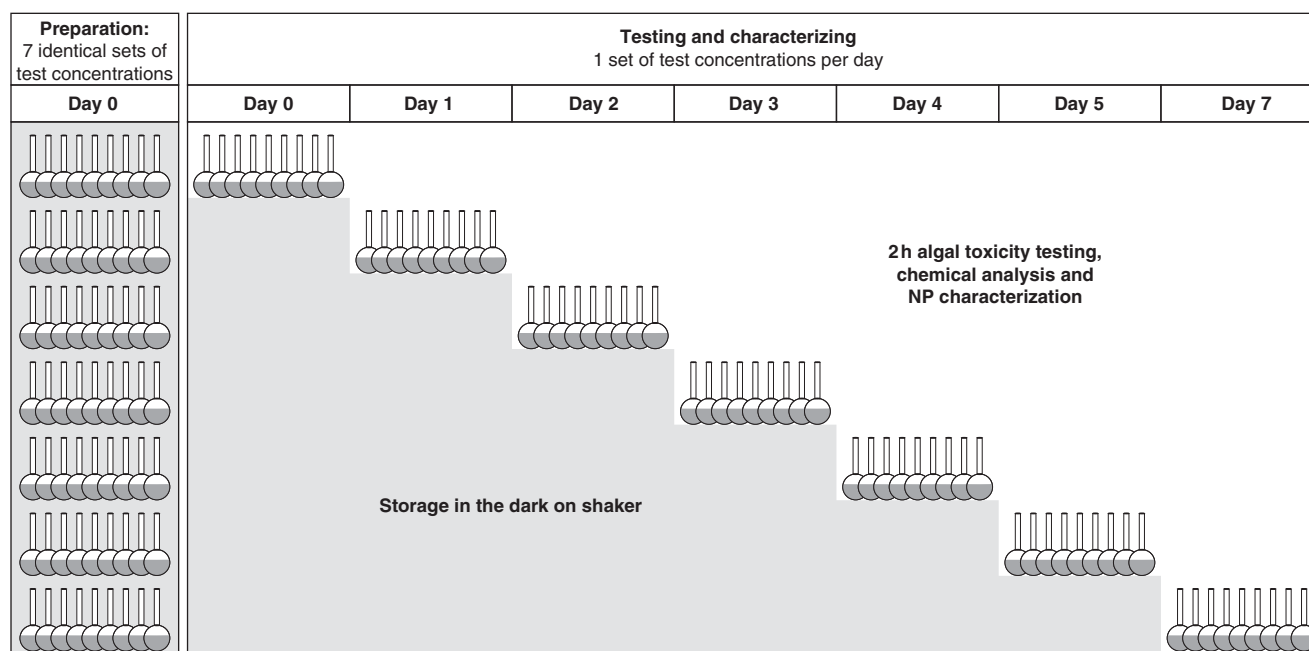 Preparation:
7 identical sets of
test concentrations
Testing and characterizing
1 set of test concentrations per day
Day 0
Day 0
Day 1
Day 2
Day 3
Day 4
Day 5
Day 7
2 h algal toxicity testing,
chemical analysis and
NP characterization
Storage in the dark on shaker